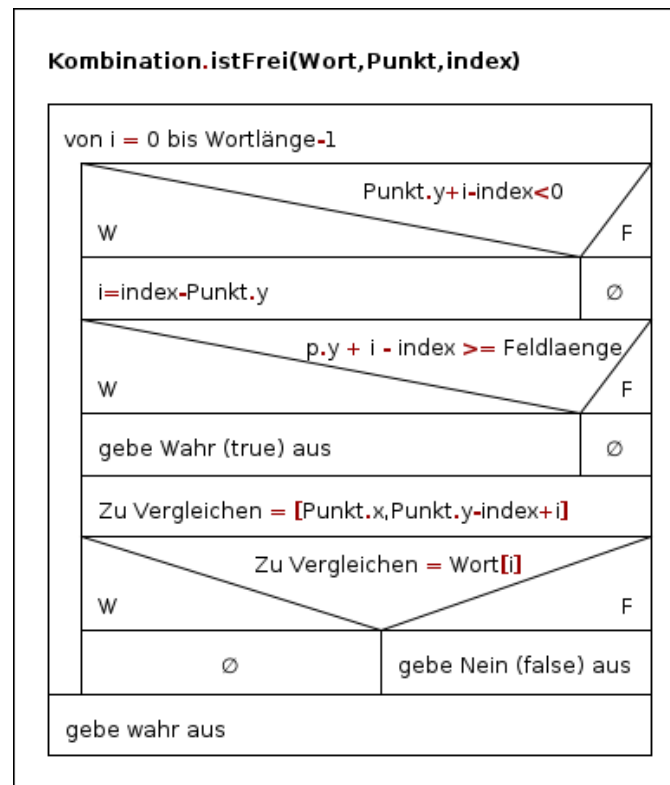 Kombination.istFrei(Wort,Punkt,index)
von i = 0 bis Wortlänge-1
Punkt.y+i-index<0
W F
i=index-Punkt.y ∅
p.y + i - index >= Feldlaenge
W F
gebe Wahr (true) aus ∅
Zu Vergleichen = [Punkt.x,Punkt.y-index+i]
Zu Vergleichen = Wort[i]
W F
∅ gebe Nein (false) aus
gebe wahr aus